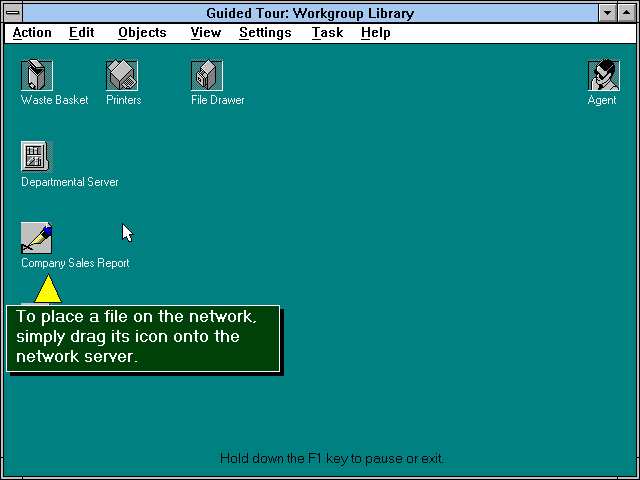 Guided Tour: Workgroup Library
Action Edit Objects View Settings Task Help
Waste Basket Printers File Drawer Agent
Departmental Server
Company Sales Report
To place a file on the network,
simply drag its icon onto the
network server.
Hold down the F1 key to pause or exit.